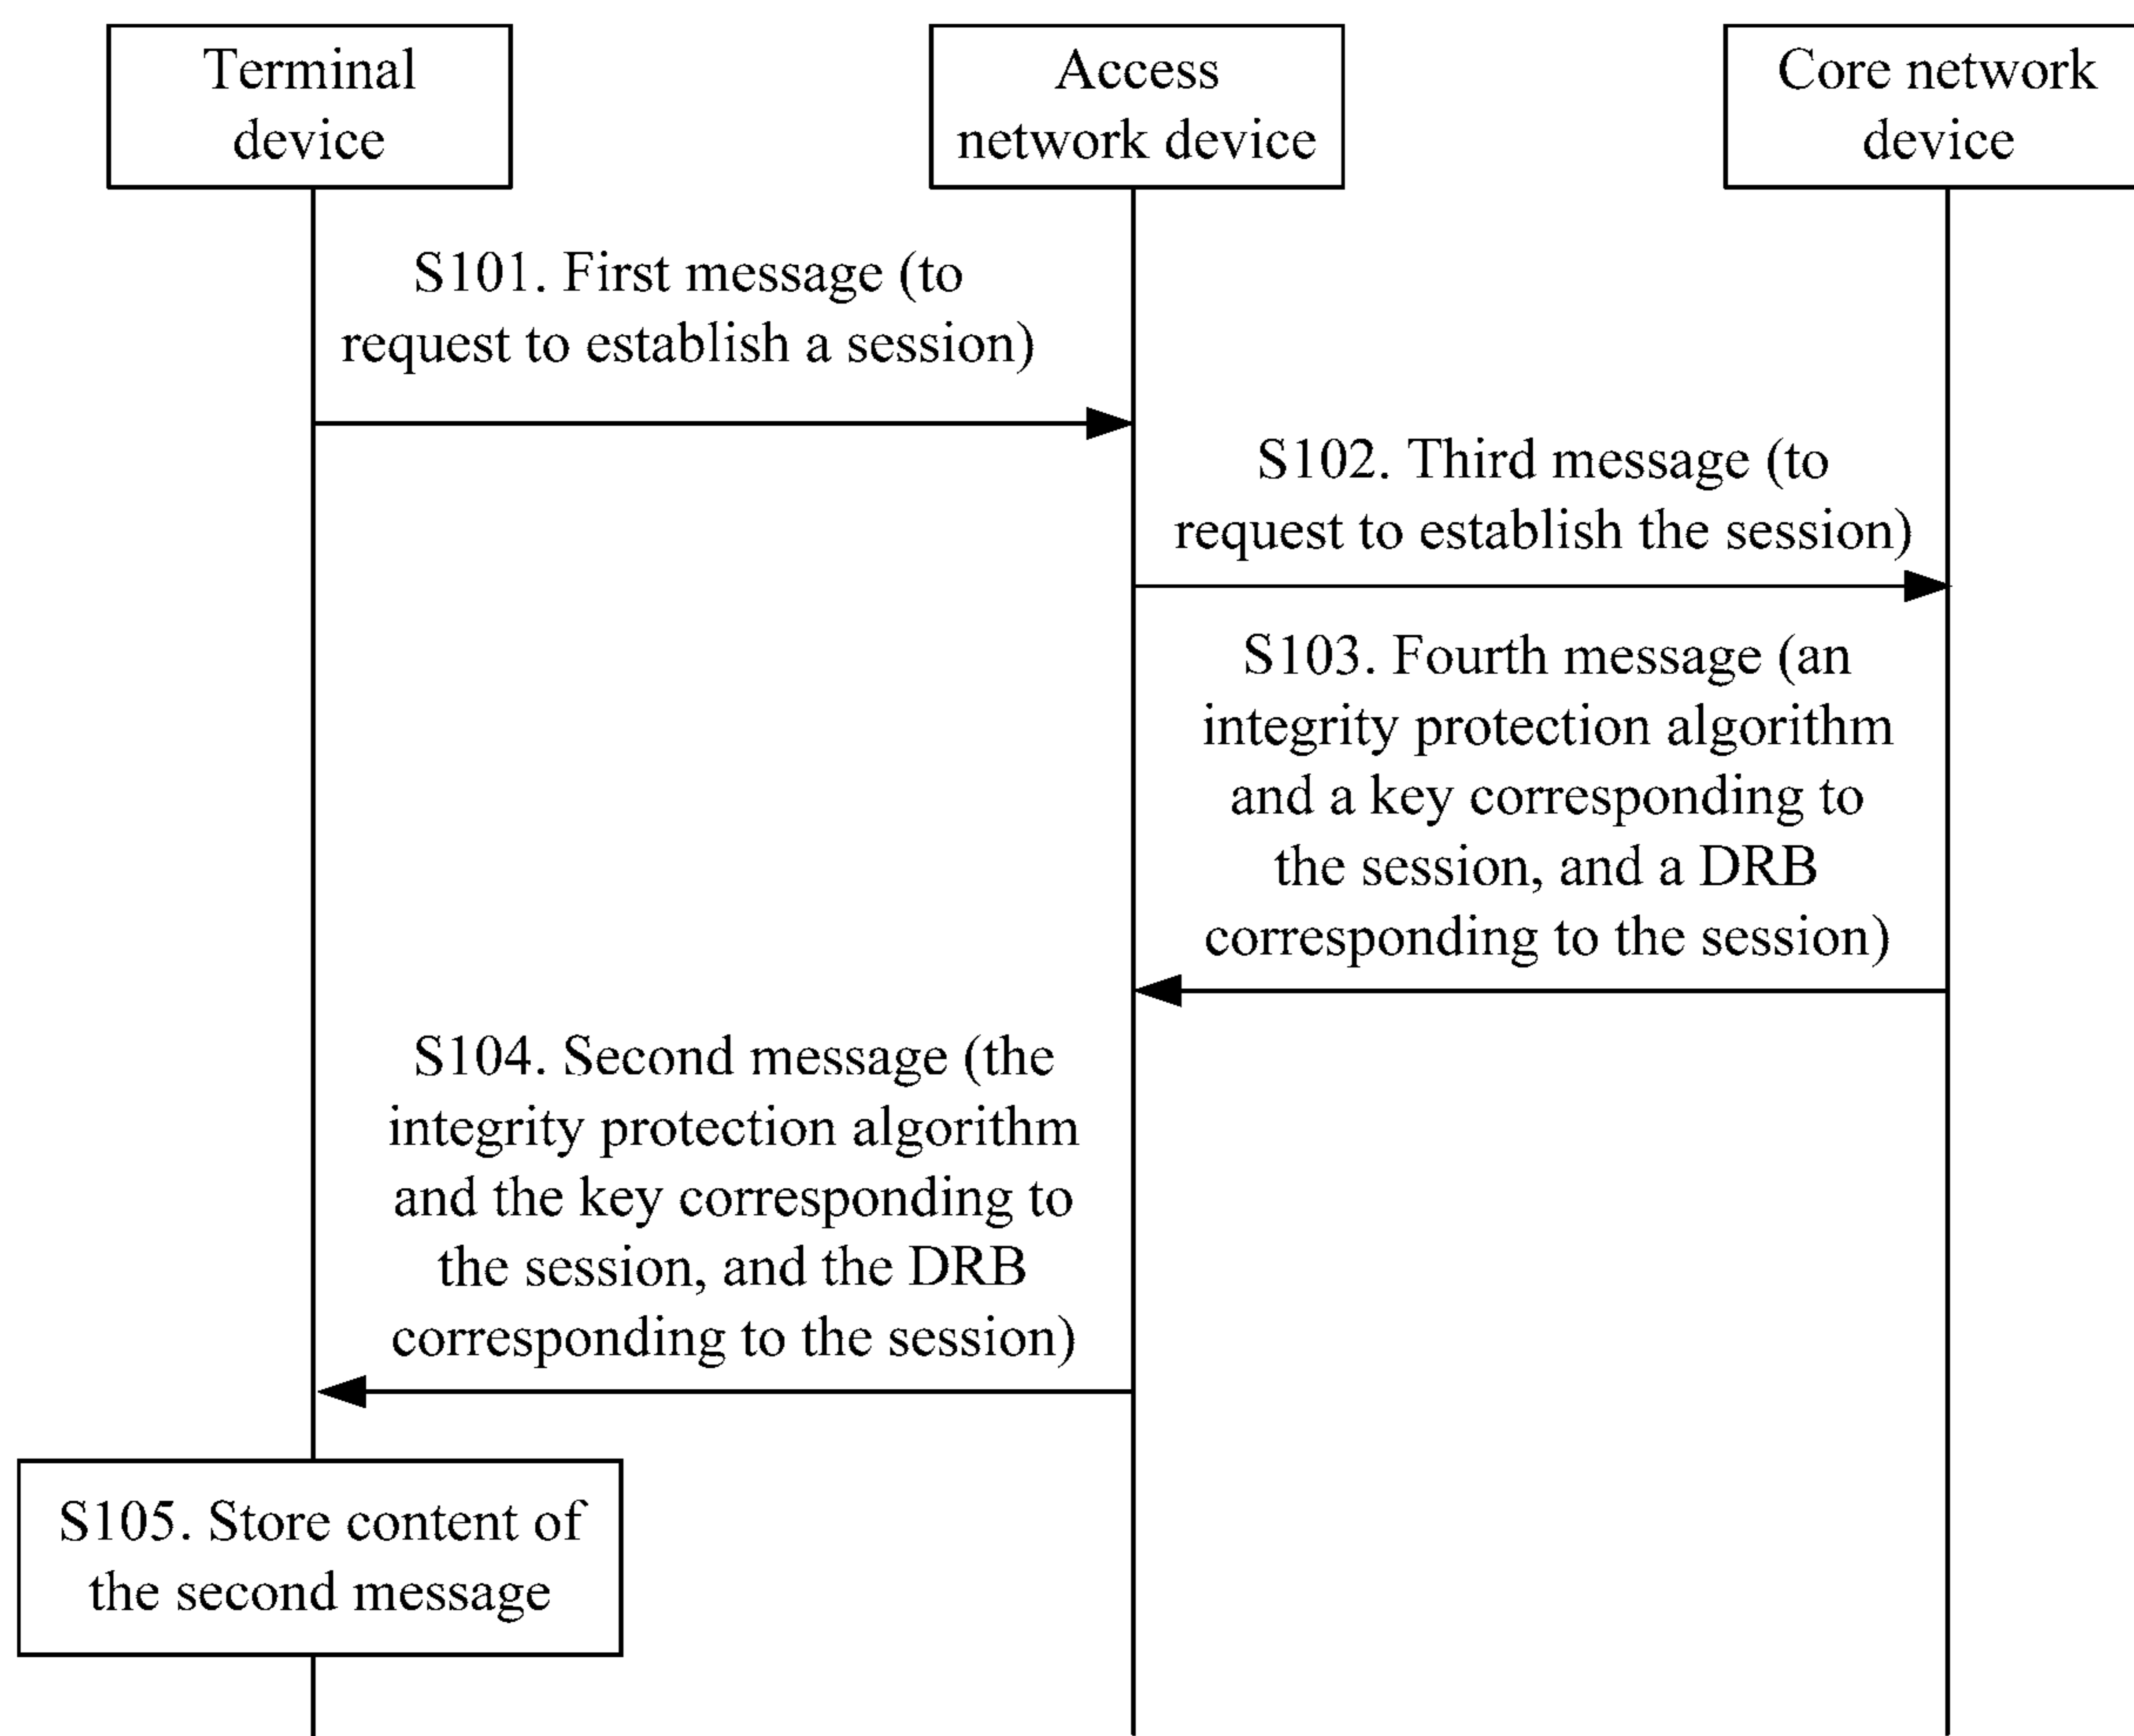 Terminal
device
Access
network device
Core network
device
S101. First message (to
request to establish a session)
S102. Third message (to
request to establish the session)
S103. Fourth message (an
integrity protection algorithm
and a key corresponding to
the session, and a DRB
corresponding to the session)
S104. Second message (the
integrity protection algorithm
and the key corresponding to
the session, and the DRB
corresponding to the session)
S105. Store content of
the second message